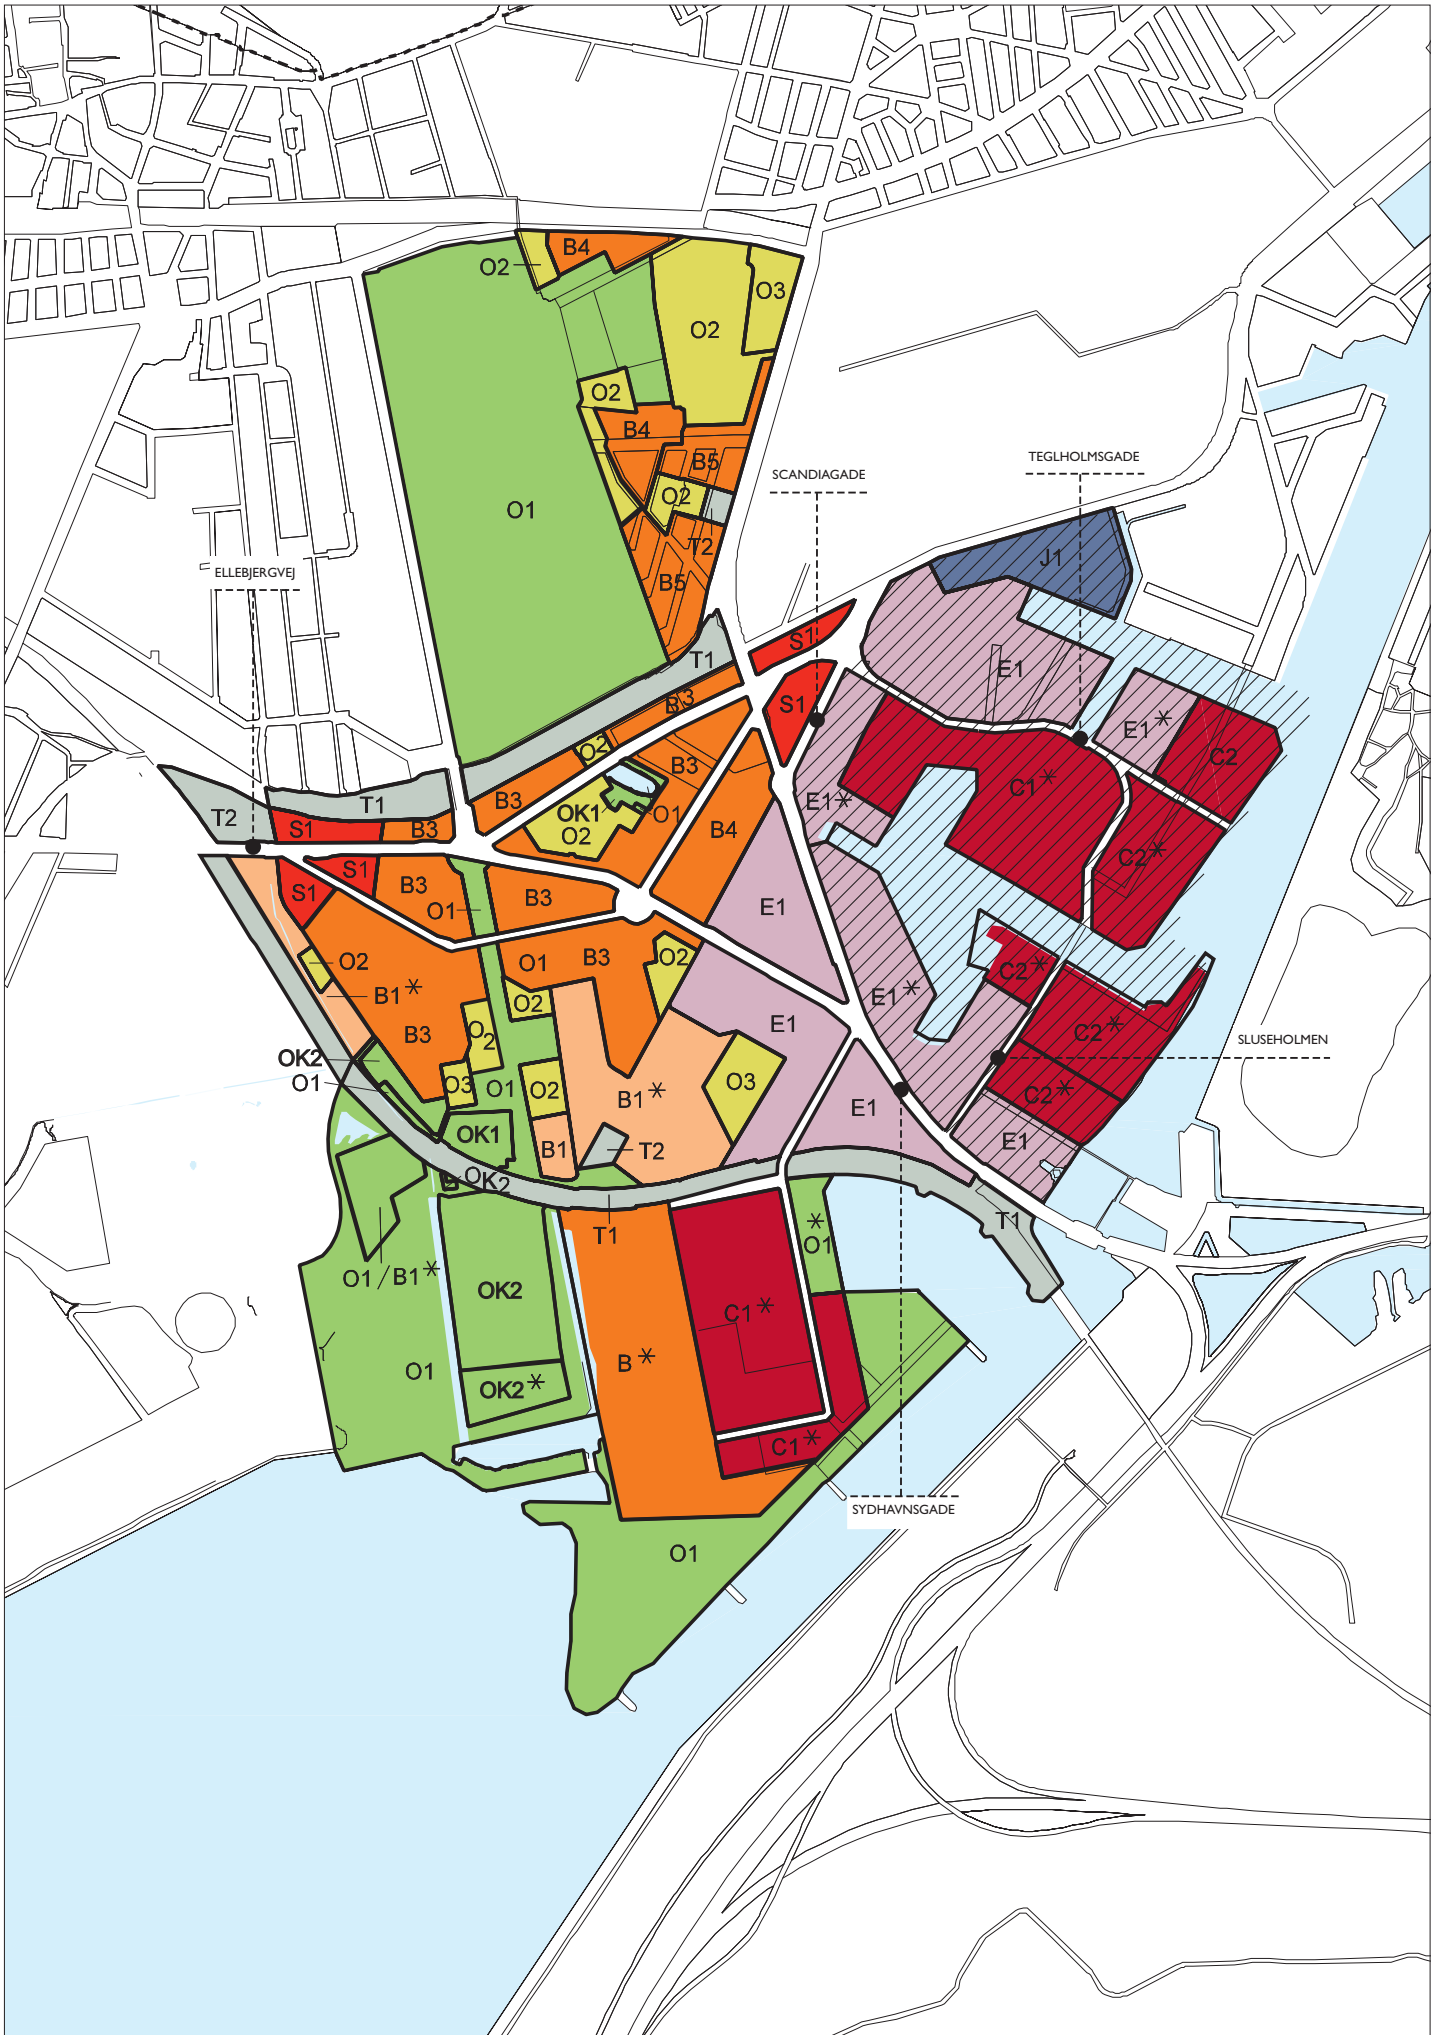 B4
O2
O3
O2
O2
B4
B5
SCANDIAGADE
TEGLHOLMSGADE
O2
O1
T2
J1
ELLEBJERGVEJ
B5
S1
T1
E1
B3
S1
E1*
C2
O2
B3
C1*
B3
E1*
T1
OK1
O1
T2
S1
B3
O2
B4
C2*
S1
B3
S1
B3
O1
E1
O1
B3
O2
O2
C2*
B1*
O2
E1*
B3
O2
E1
C2*
SLUSEHOLMEN
OK2
O1
O3
O1
O2
B1*
O3
C2*
E1
OK1
B1
T2
E1
OK2
T1
T1
*
O1
O1/B1*
OK2
C1*
O1
OK2*
B*
C1*
SYDHAVNSGADE
O1